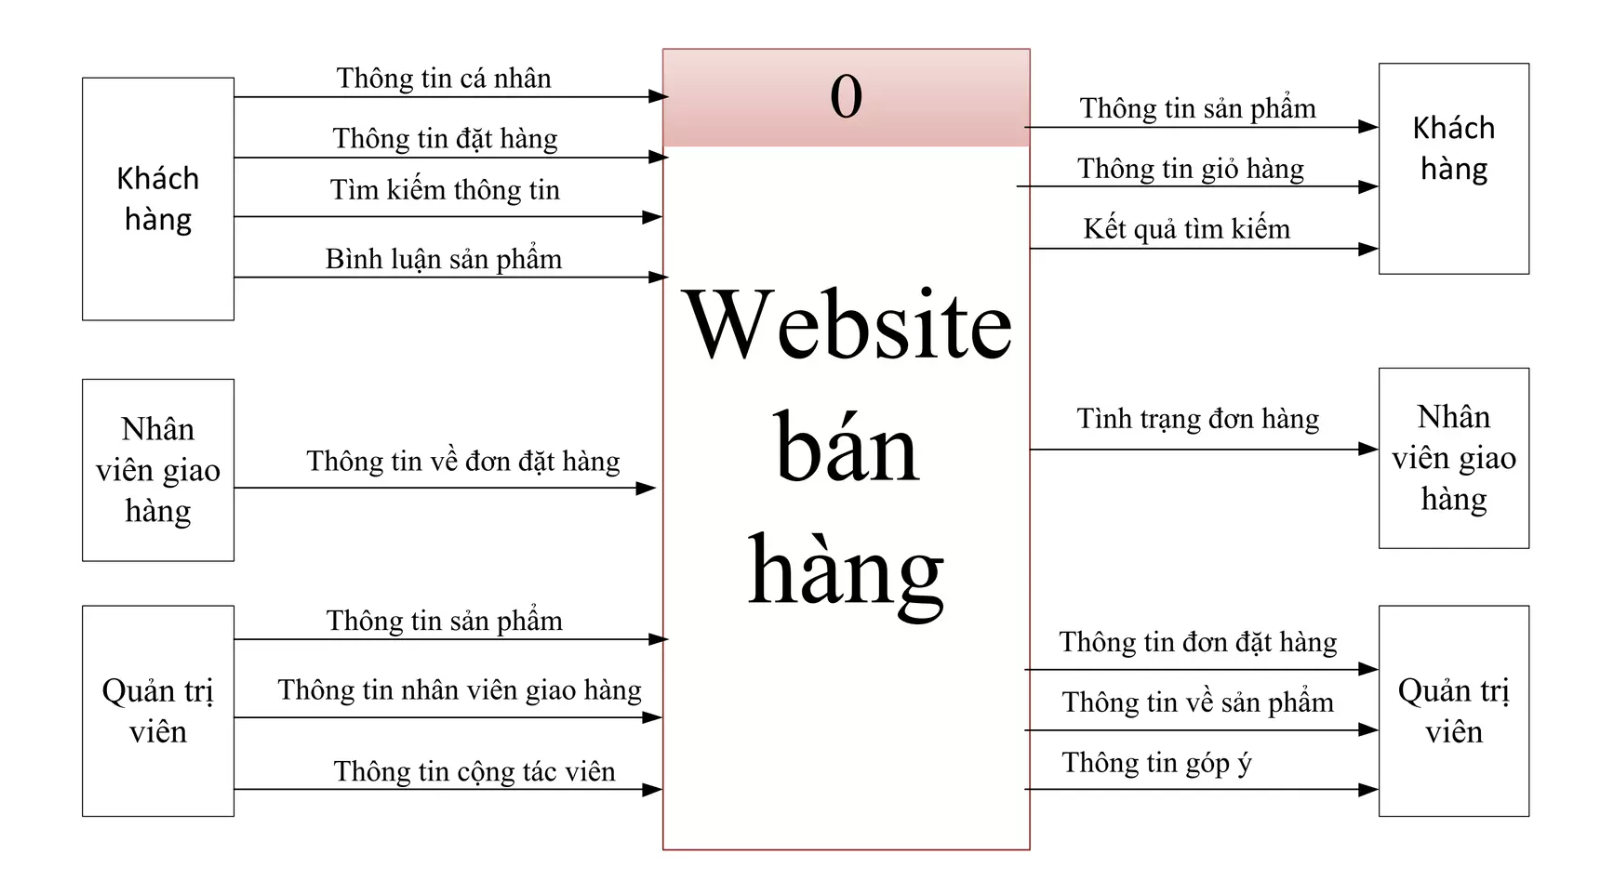 Khách
hàng
Thông tin cá nhân
Thông tin đặt hàng
Tìm kiếm thông tin
Bình luận sản phẩm
Nhân
viên giao
hàng
Thông tin về đơn đặt hàng
Quản trị
viên
Thông tin sản phẩm
Thông tin nhân viên giao hàng
Thông tin cộng tác viên
0
Website
bán
hàng
Thông tin sản phẩm
Thông tin giỏ hàng
Kết quả tìm kiếm
Khách
hàng
Tình trạng đơn hàng
Nhân
viên giao
hàng
Thông tin đơn đặt hàng
Thông tin về sản phẩm
Thông tin góp ý
Quản trị
viên